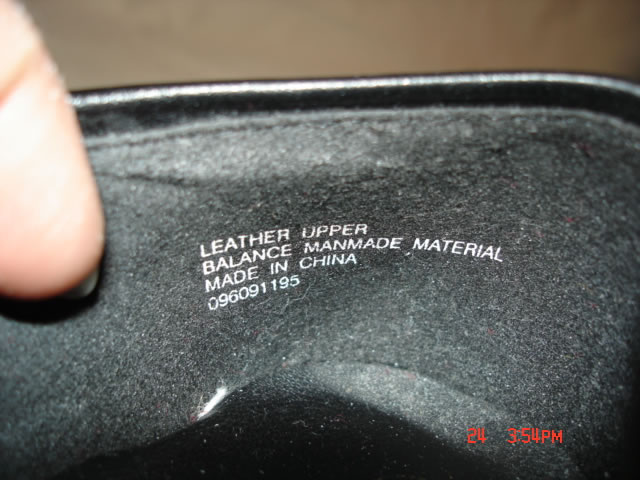 LEATHER UPPER
BALANCE MANMADE MATERIAL
MADE IN CHINA
096091195
24 3:54PM